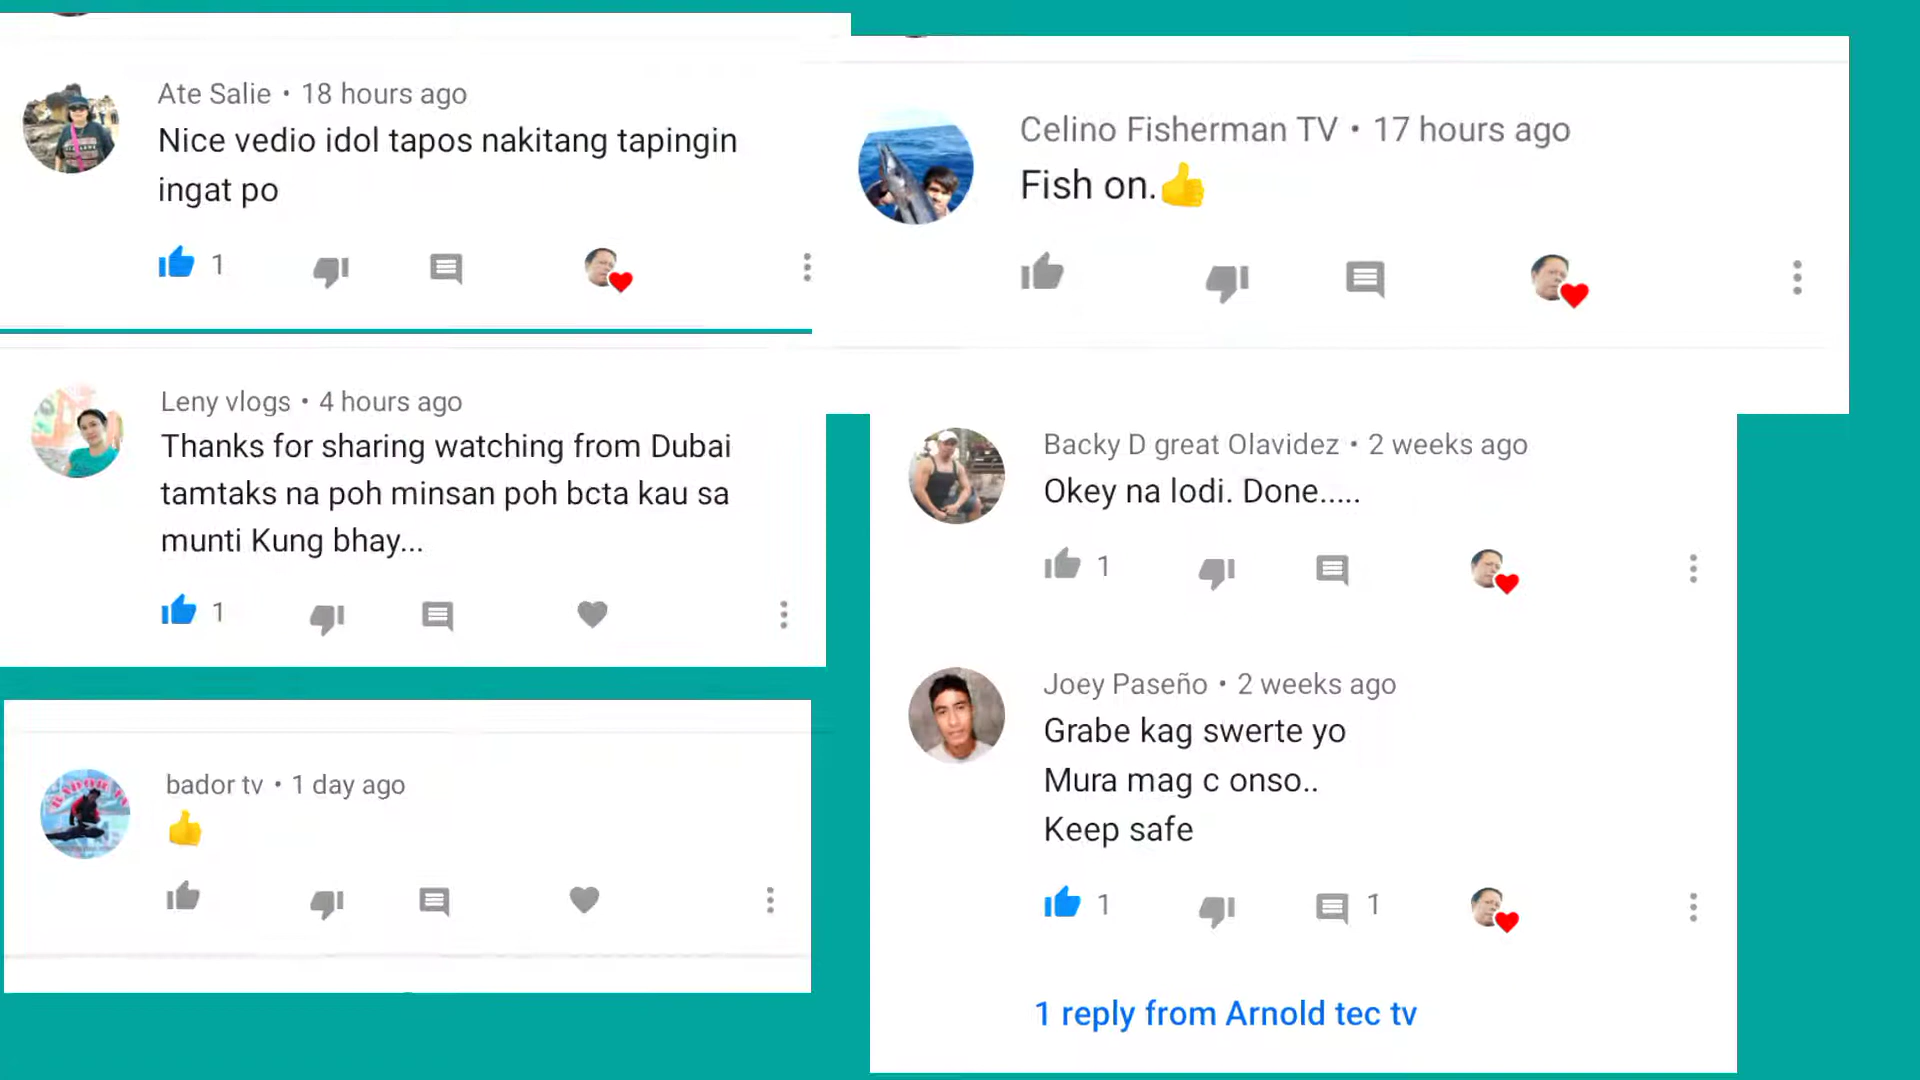 Ate Salie • 18 hours ago
Nice vedio idol tapos nakitang tapingin
ingat po
1
Leny vlogs • 4 hours ago
Thanks for sharing watching from Dubai
tamtaks na poh minsan poh bcta kau sa
munti Kung bhay...
1
bador tv • 1 day ago
👍
Celino Fisherman TV • 17 hours ago
Fish on.👍
Backy D great Olavidez • 2 weeks ago
Okey na lodi. Done.....
1
Joey Paseño • 2 weeks ago
Grabe kag swerte yo
Mura mag c onso..
Keep safe
1 1
1 reply from Arnold tec tv